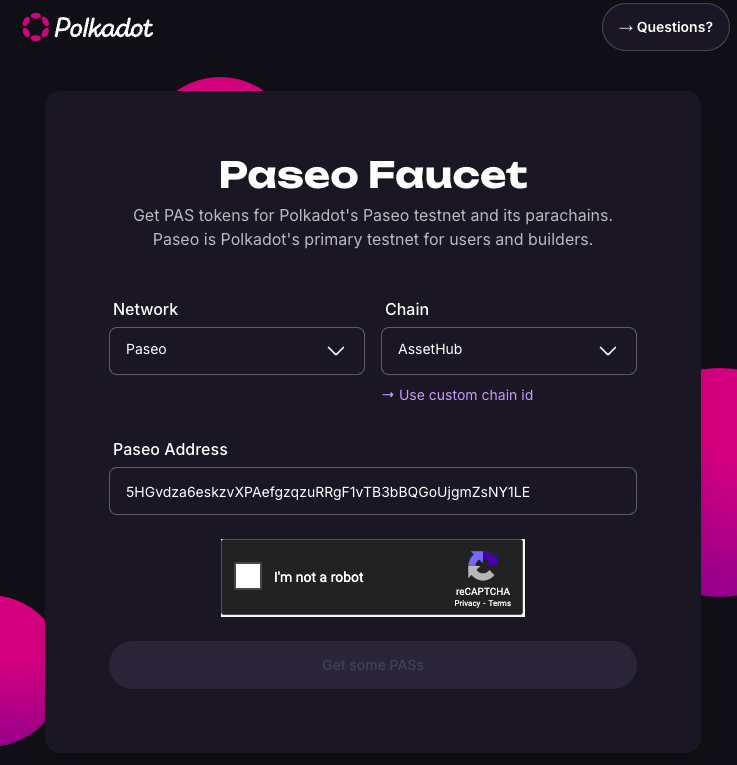 Polkadot
→ Questions?
Paseo Faucet
Get PAS tokens for Polkadot's Paseo testnet and its parachains.
Paseo is Polkadot's primary testnet for users and builders.
Network
Chain
Paseo
AssetHub
→ Use custom chain id
Paseo Address
5HGvdza6eskzvXPAefgzqzuRRgF1vTB3bBQGoUjgmZsNY1LE
I'm not a robot
reCAPTCHA
Privacy - Terms
Get some PASs